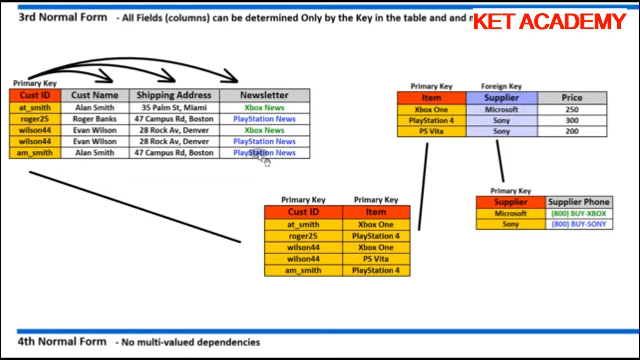 3rd Normal Form - All Fields (columns) can be determined Only by the Key in the table and
KET ACADEMY
Primary Key
Cust ID Cust Name Shipping Address Newsletter
at_smith Alan Smith 35 Palm St, Miami Xbox News
roger25 Roger Banks 47 Campus Rd, Boston PlayStation News
wilson44 Evan Wilson 28 Rock Av, Denver Xbox News
wilson44 Evan Wilson 28 Rock Av, Denver PlayStation News
am_smith Alan Smith 47 Campus Rd, Boston PlayStation News
Primary Key Foreign Key
Item Supplier Price
Xbox One Microsoft 250
PlayStation 4 Sony 300
PS Vita Sony 200
Primary Key
Supplier Supplier Phone
Microsoft (800) BUY-XBOX
Sony (800) BUY-SONY
Primary Key Primary Key
Cust ID Item
at_smith Xbox One
roger25 PlayStation 4
wilson44 Xbox One
wilson44 PS Vita
am_smith PlayStation 4
4th Normal Form - No multi-valued dependencies